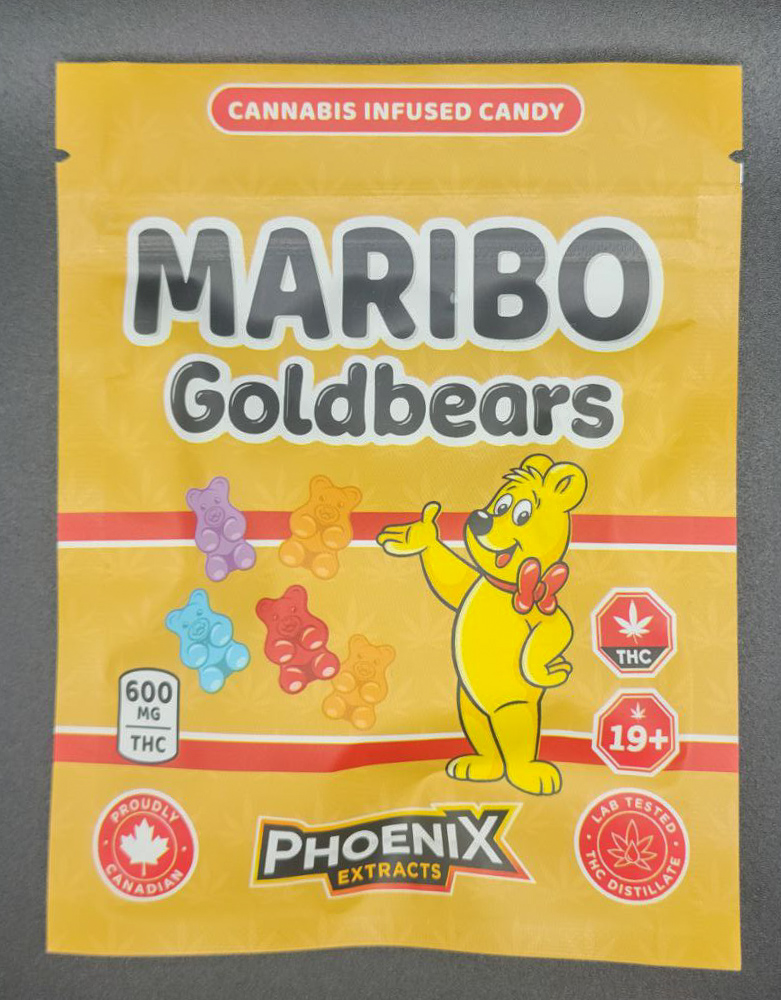 CANNABIS INFUSED CANDY
MARIBO
Goldbears
THC
600
MG
THC
19+
PROUDLY
CANADIAN
PHOENIX
EXTRACTS
LAB TESTED
THC DISTILLATE